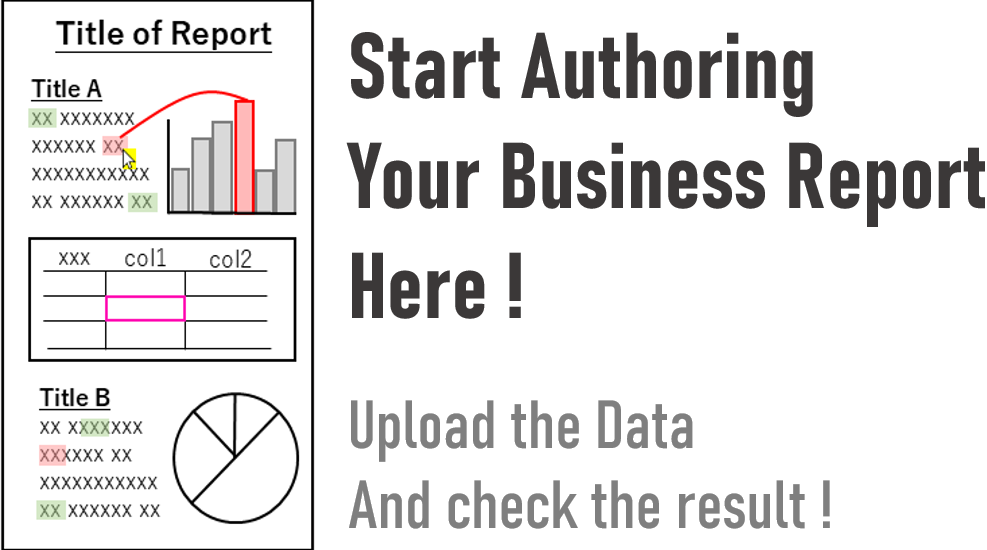 Title of Report
Title A
XX XXXXXXX
XXXXXX XX
XXXXXXXXXXX
XX XXXXXX XX
xxx col1 col2
Title B
XX XXXXXXX
XXXXXX XX
XXXXXXXXXXX
XX XXXXXX XX
Start Authoring
Your Business Report
Here !
Upload the Data
And check the result !